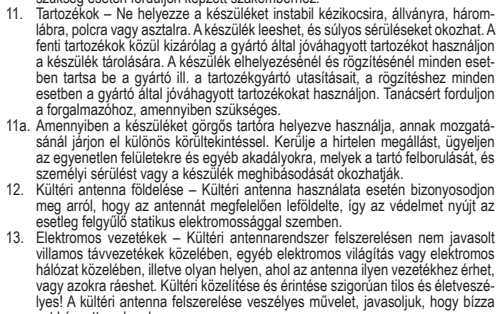 szükség esetén forduljon képzett szakemberhez.
11. Tartozékok – Ne helyezze a készüléket instabil kézikocsira, állványra, három-
lábra, polcra vagy asztalra. A készülék leeshet, és súlyos sérüléseket okozhat. A
fenti tartozékok közül kizárólag a gyártó által jóváhagyott tartozékot használjon
a készülék tárolására. A készülék elhelyezésénél és rögzítésénél minden eset-
ben tartsa be a gyártó ill. a tartozékgyártó utasításait, a rögzítéshez minden
esetben a gyártó által jóváhagyott tartozékokat használjon. Tanácsért forduljon
a forgalmazóhoz, amennyiben szükséges.
11a. Amennyiben a készüléket görgős tartóra helyezve használja, annak mozgatá-
sánál járjon el különös körültekintéssel. Kerülje a hirtelen megállást, ügyeljen
az egyenetlen felületekre és egyéb akadályokra, melyek a tartó felborulását, és
személyi sérülést vagy a készülék meghibásodását okozhatják.
12. Kültéri antenna földelése – Kültéri antenna használata esetén bizonyosodjon
meg arról, hogy az antennát megfelelően leföldelte, így az védelmet nyújt az
esetleg felgyűlő statikus elektromossággal szemben.
13. Elektromos vezetékek – Kültéri antennarendszer felszerelésen nem javasolt
villamos távvezetékek közelében, egyéb elektromos világítás vagy elektromos
hálózat közelében, illetve olyan helyen, ahol az antenna ilyen vezetékhez érhet,
vagy azokra ráeshet. Kültéri közelítése és érintése szigorúan tilos és életveszé-
lyes! A kültéri antenna felszerelése veszélyes művelet, javasoljuk, hogy bízza